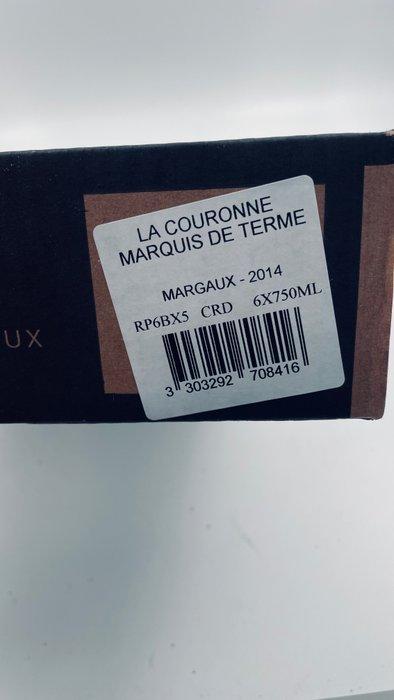 LA COURONNE
MARQUIS DE TERME
MARGAUX - 2014
RP6BX5 CRD 6X750ML
UX
3 303292 708416